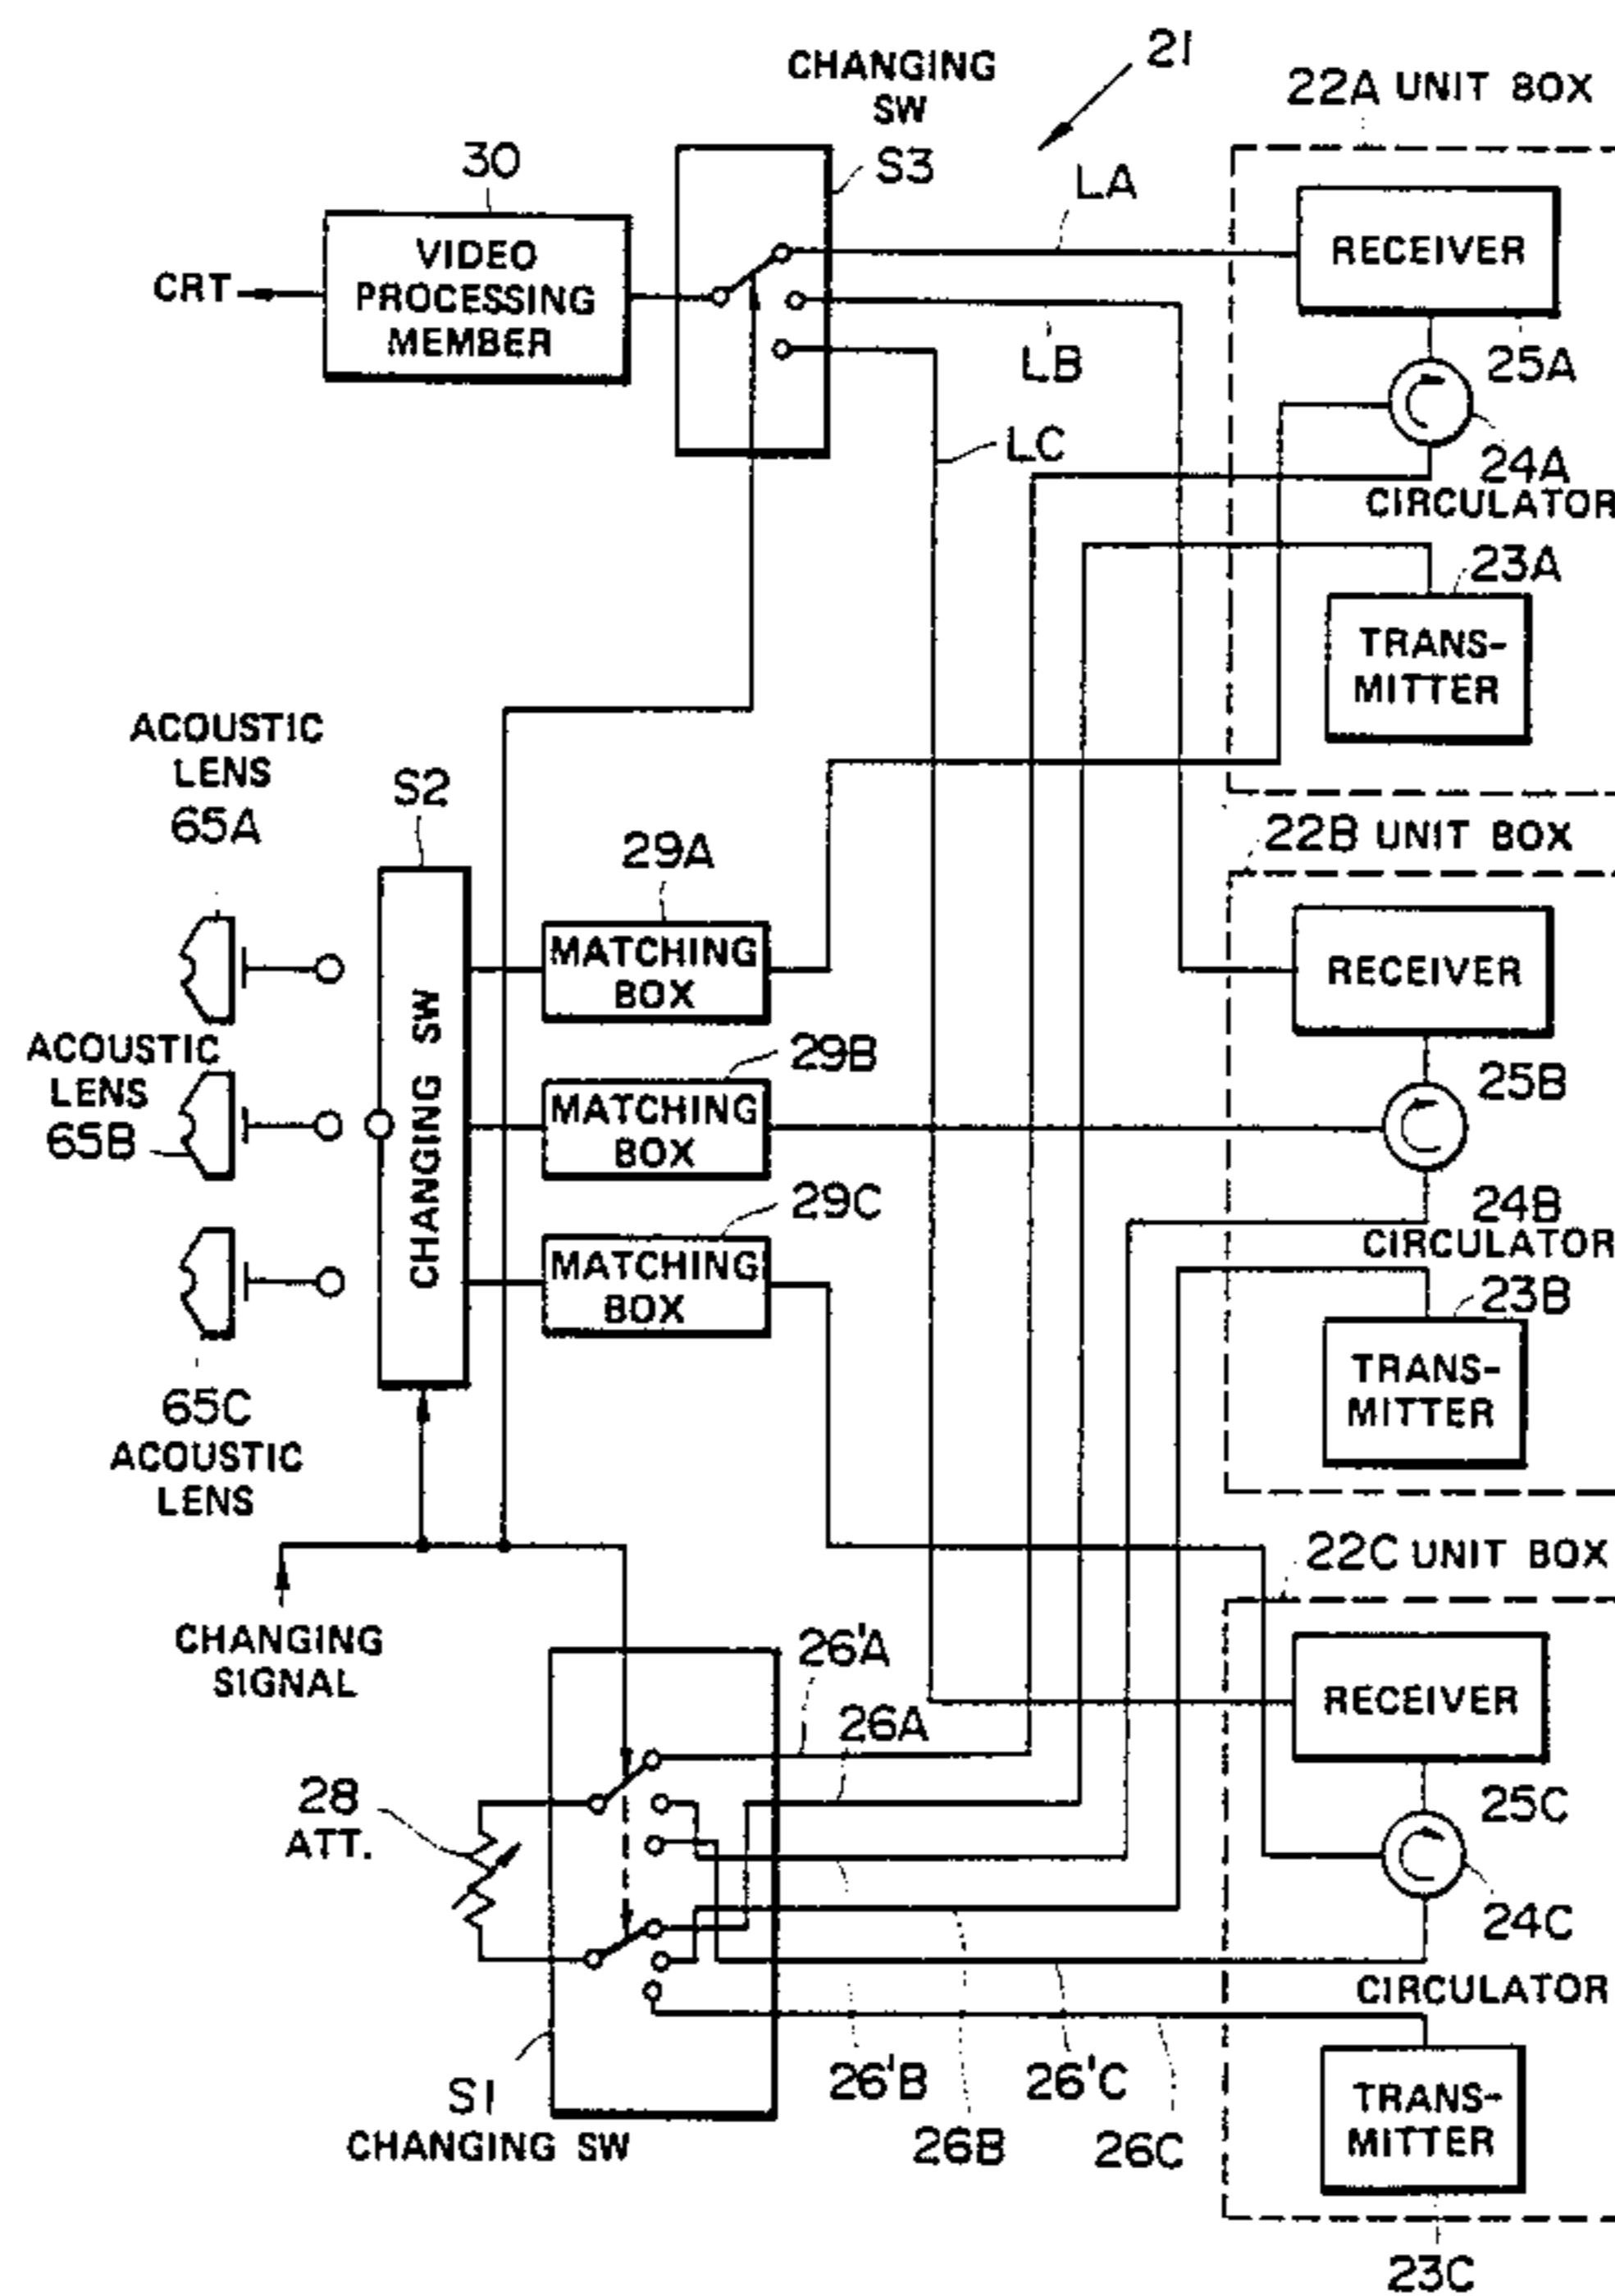 CHANGING
SW
S3
21
22A UNIT BOX
30
LA
VIDEO
PROCESSING
MEMBER
CRT
RECEIVER
LB
25A
LC
24A
CIRCULATOR
23A
TRANS-
MITTER
ACOUSTIC
LENS
65A
S2
29A
22B UNIT BOX
MATCHING
BOX
RECEIVER
CHANGING SW
ACOUSTIC
LENS
65B
29B
MATCHING
BOX
25B
29C
24B
CIRCULATOR
MATCHING
BOX
23B
TRANS-
MITTER
65C
ACOUSTIC
LENS
22C UNIT BOX
CHANGING
SIGNAL
26'A
26A
RECEIVER
28
ATT.
25C
24C
CIRCULATOR
26'B
26'C
26B
26C
S1
CHANGING SW
TRANS-
MITTER
23C